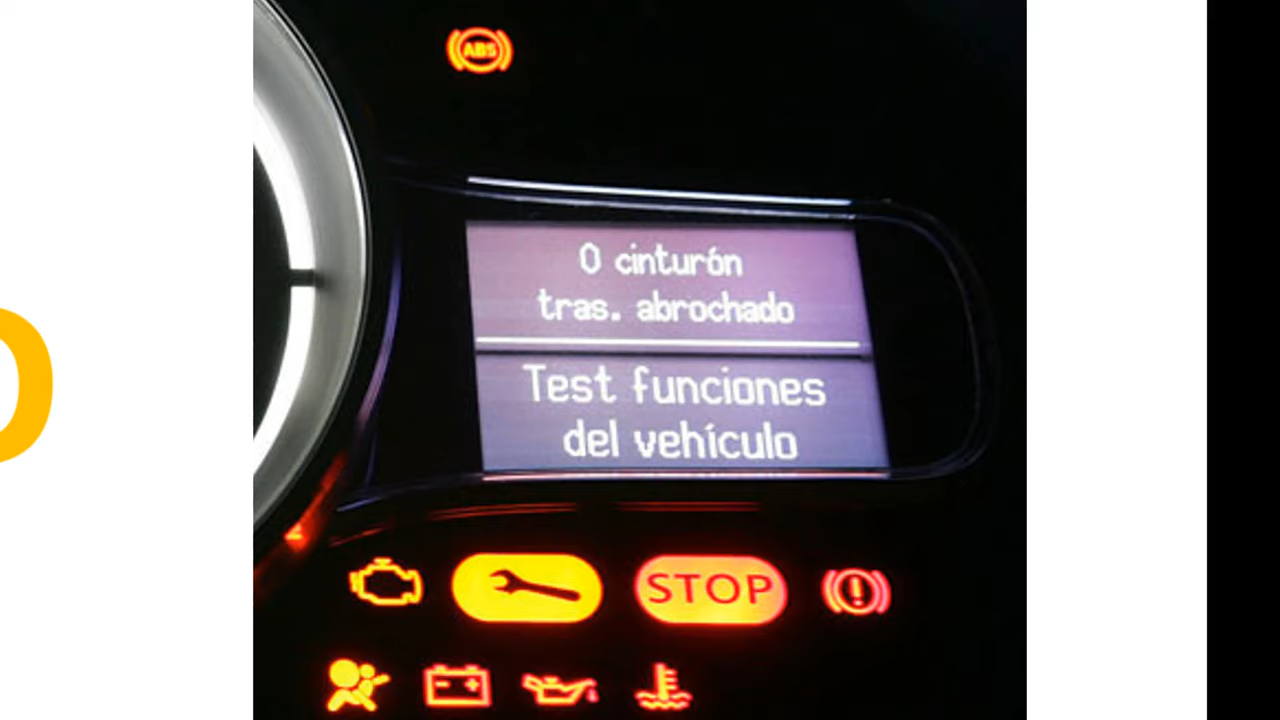 ABS
0 cinturón
tras. abrochado
Test funciones
del vehículo
STOP